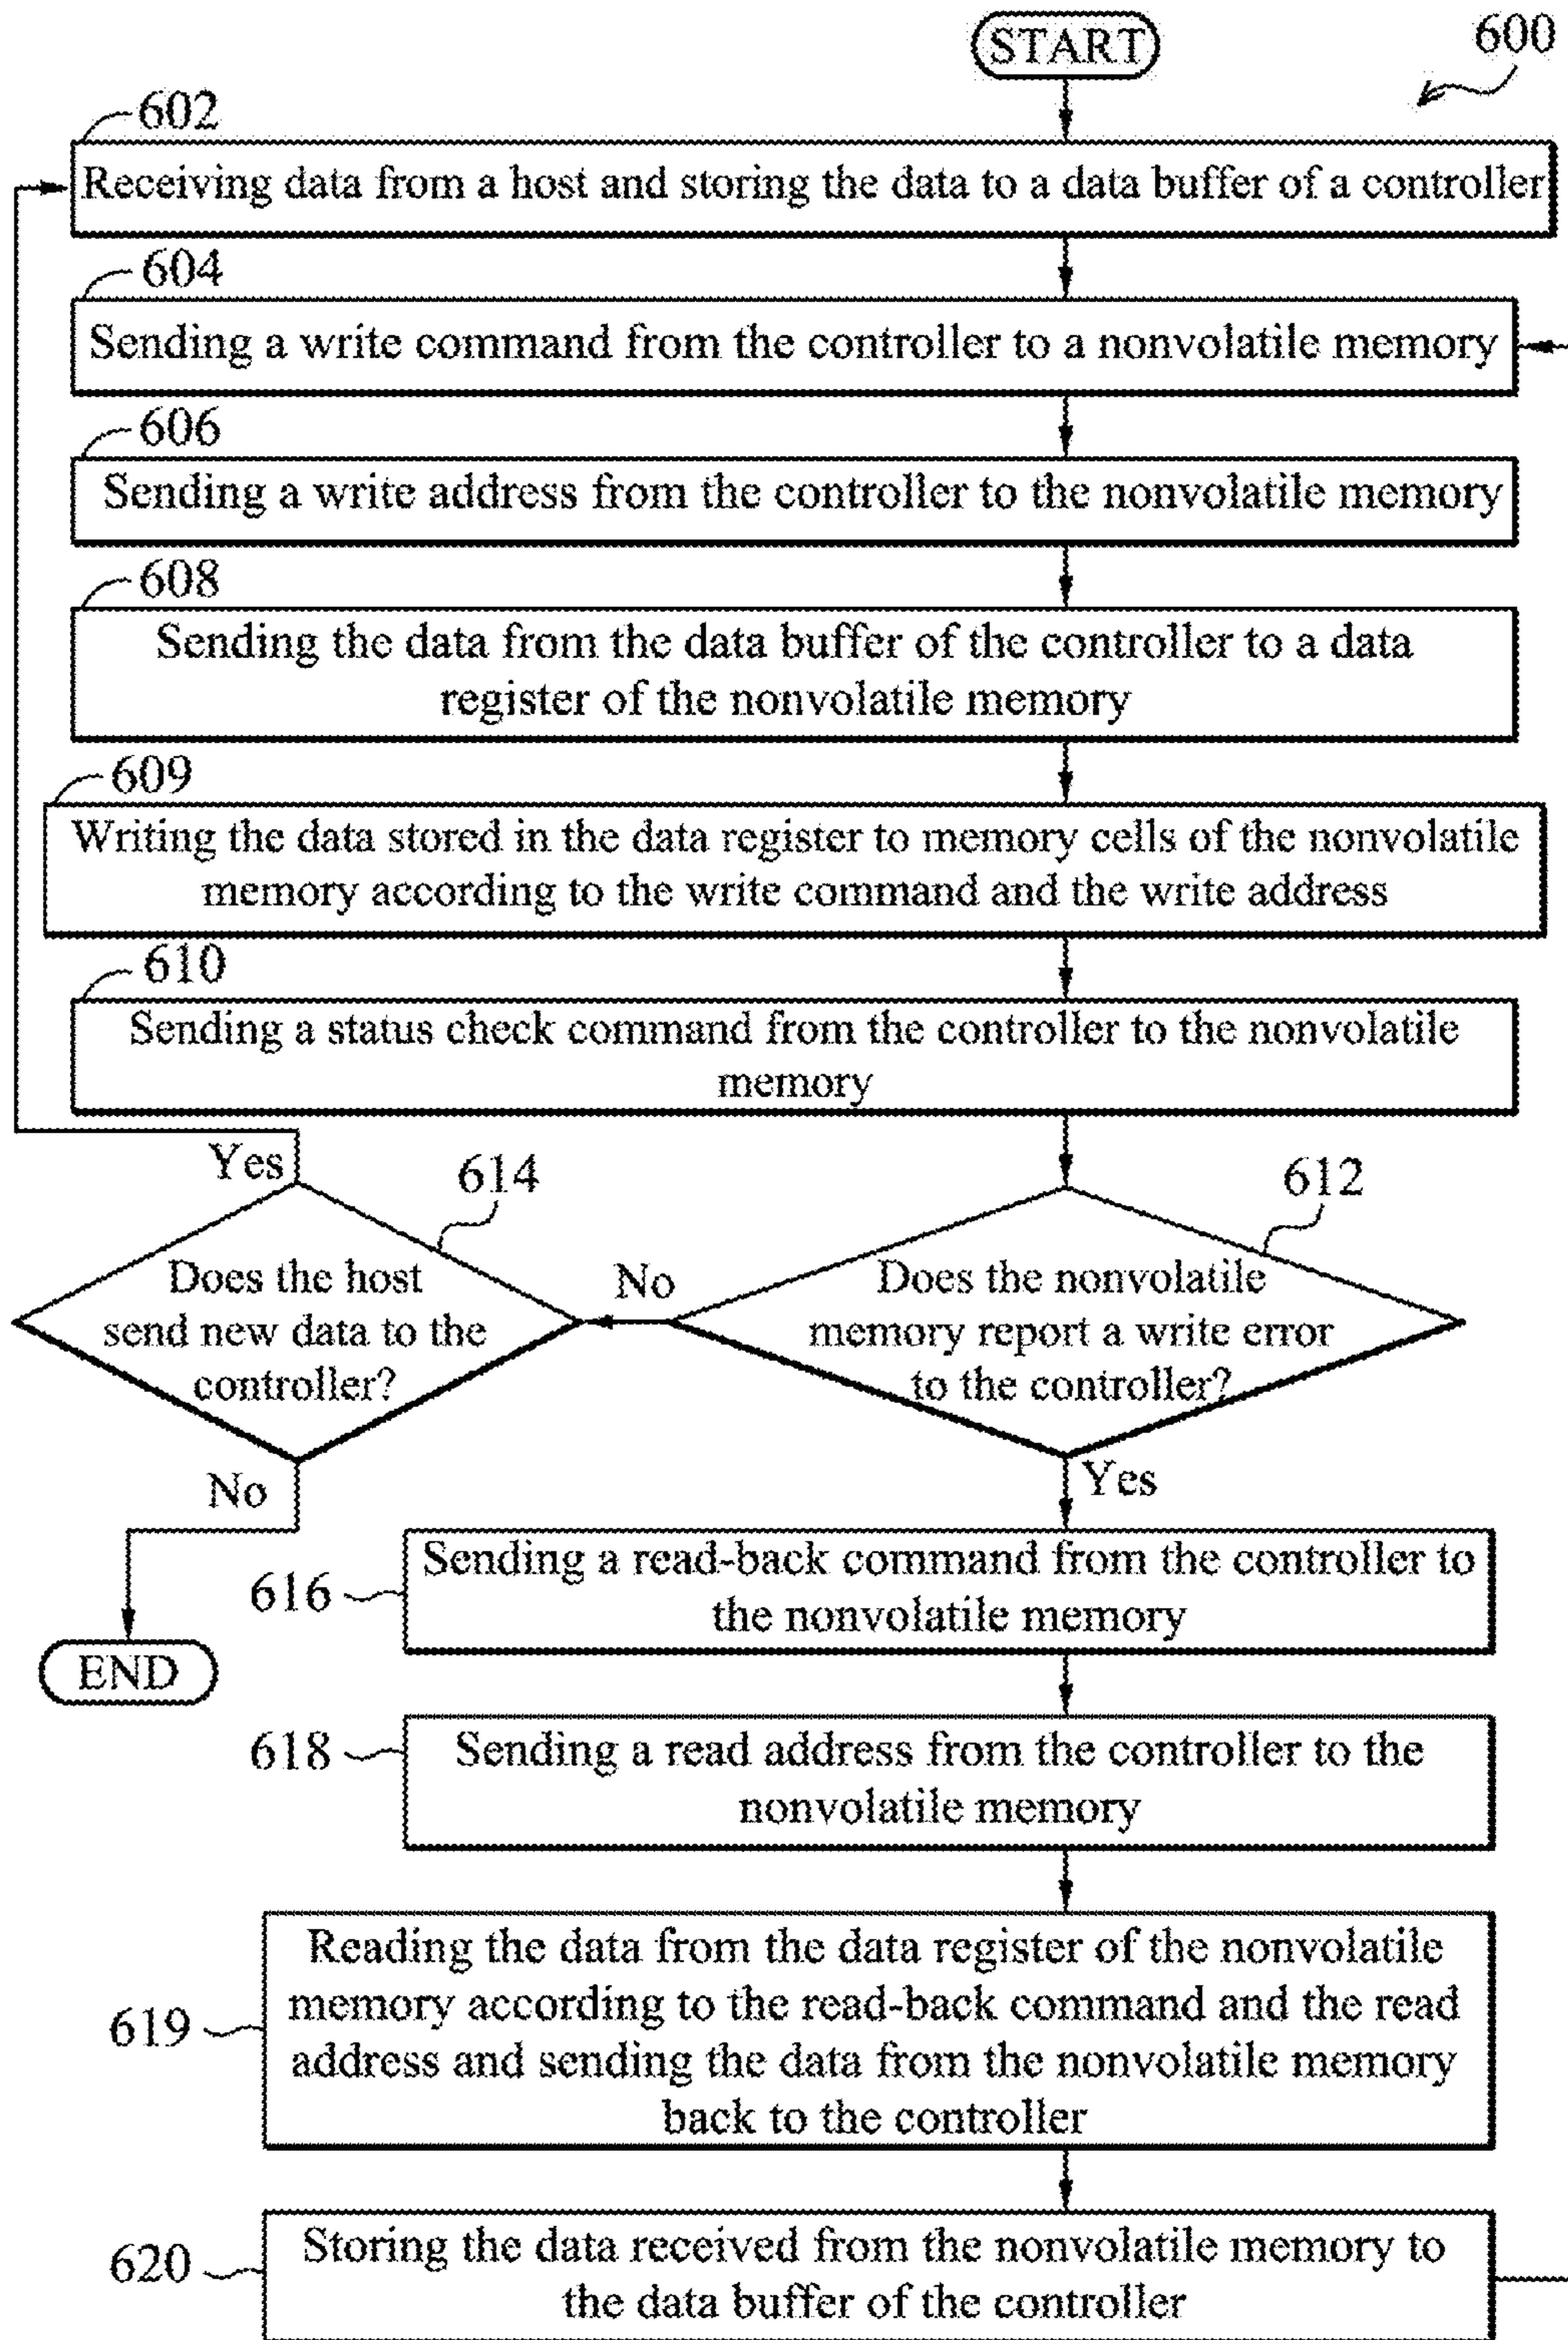 START
600
602
Receiving data from a host and storing the data to a data buffer of a controller
604
Sending a write command from the controller to a nonvolatile memory
606
Sending a write address from the controller to the nonvolatile memory
608
Sending the data from the data buffer of the controller to a data
register of the nonvolatile memory
609
Writing the data stored in the data register to memory cells of the nonvolatile
memory according to the write command and the write address
610
Sending a status check command from the controller to the nonvolatile
memory
Yes
614
Does the host
send new data to the
controller?
No
612
Does the nonvolatile
memory report a write error
to the controller?
No
END
Yes
616
Sending a read-back command from the controller to
the nonvolatile memory
618
Sending a read address from the controller to the
nonvolatile memory
619
Reading the data from the data register of the nonvolatile
memory according to the read-back command and the read
address and sending the data from the nonvolatile memory
back to the controller
620
Storing the data received from the nonvolatile memory to
the data buffer of the controller